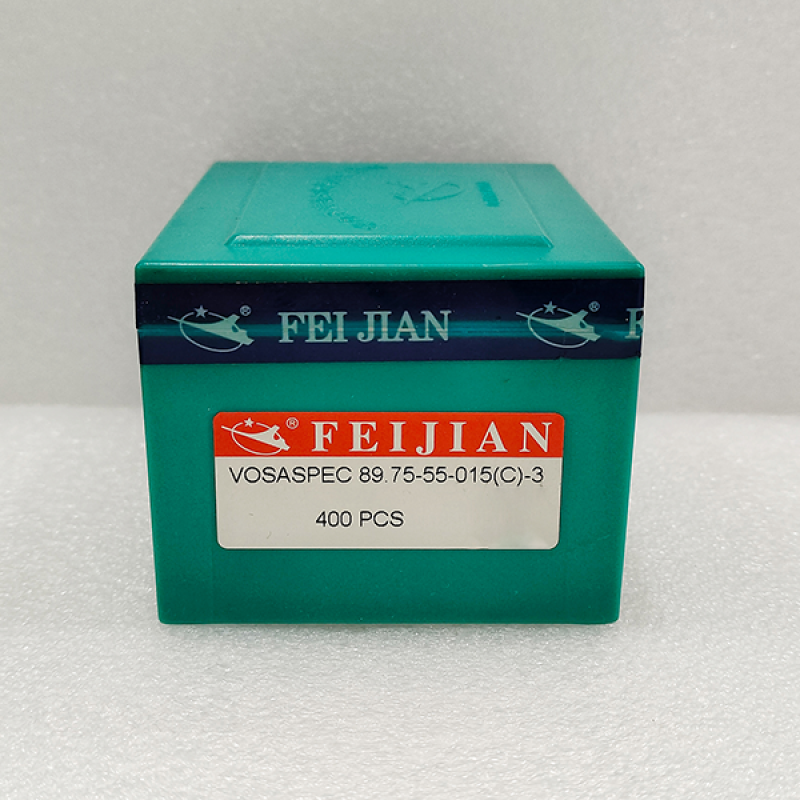 ® FEI JIAN ®
® FEIJIAN
VOSASPEC 89.75-55-015(C)-3
400 PCS